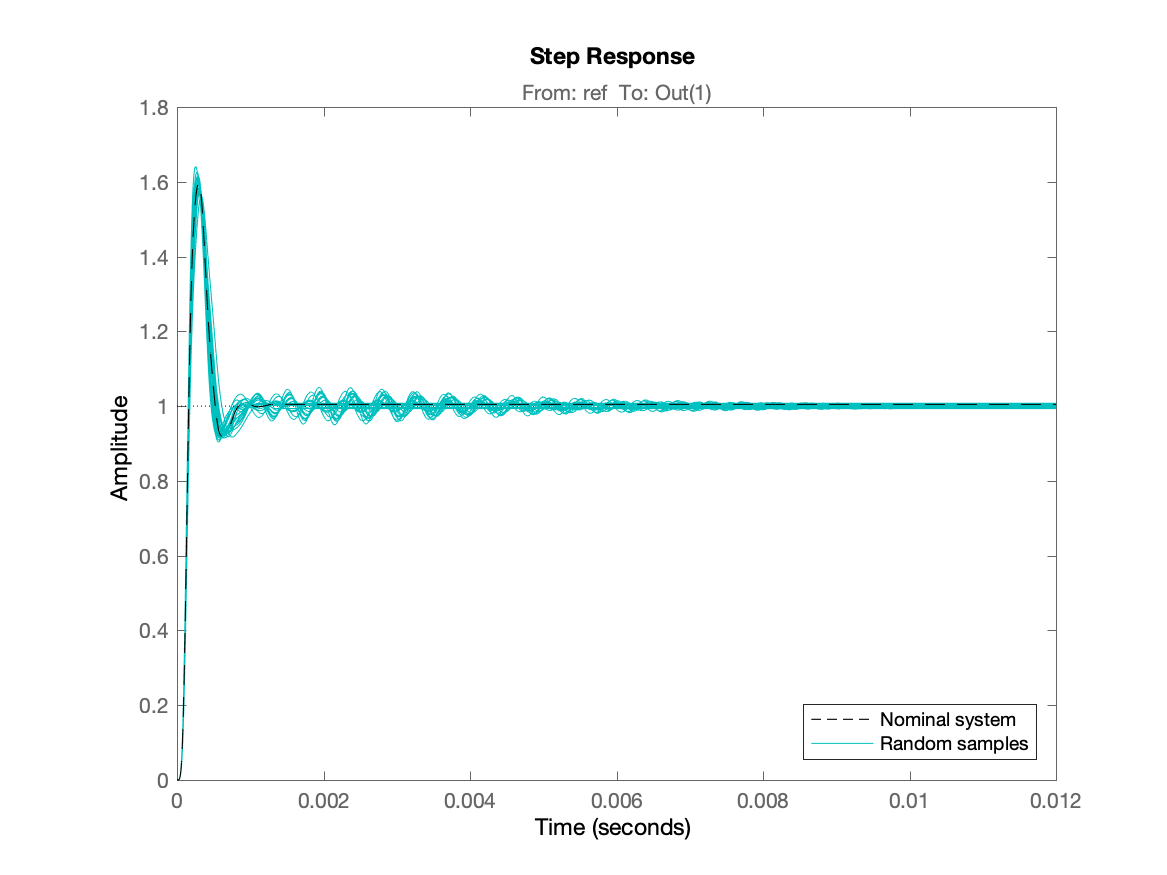 Step Response
From: ref  To: Out(1)
1.8
1.6
1.4
1.2
1
0.8
0.6
0.4
0.2
0
Amplitude
Nominal system
Random samples
0 0.002 0.004 0.006 0.008 0.01 0.012
Time (seconds)